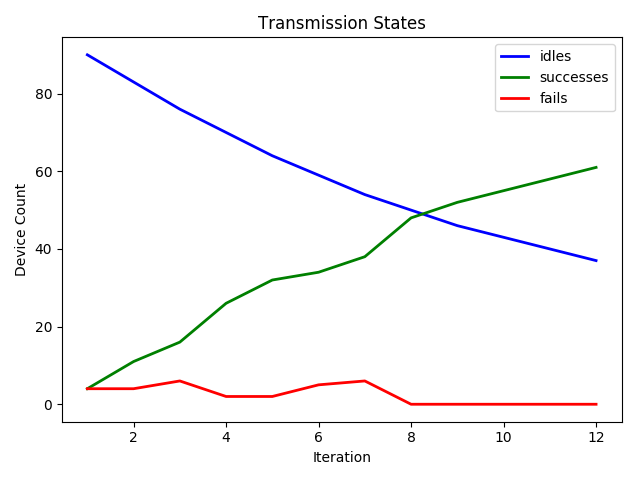 Transmission States
idles
successes
fails
Device Count
80
60
40
20
0
2 4 6 8 10 12
Iteration